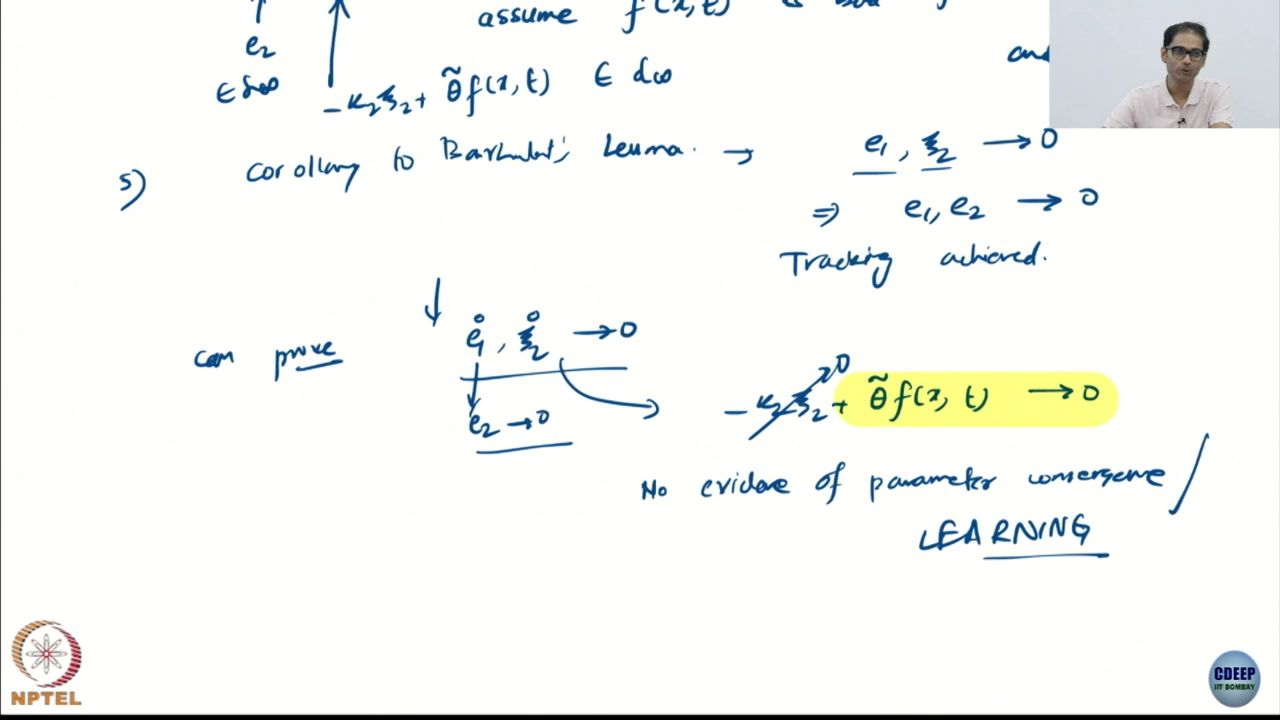 assume f(x,t)
e₂
∈ L∞
-k₂ξ₂ + θ̃f(x,t) ∈ L∞
and
5) Corollary to Barbalat's Lemma. → e₁, ξ₂ → 0
⇒ e₁, e₂ → 0
Tracking achieved.
can prove ė₁, ξ̇₂ → 0
e₂ → 0
-k₂ξ₂ → 0 + θ̃f(x, t) → 0
No evidence of parameter convergence /
LEARNING
NPTEL
CDEEP
IIT BOMBAY